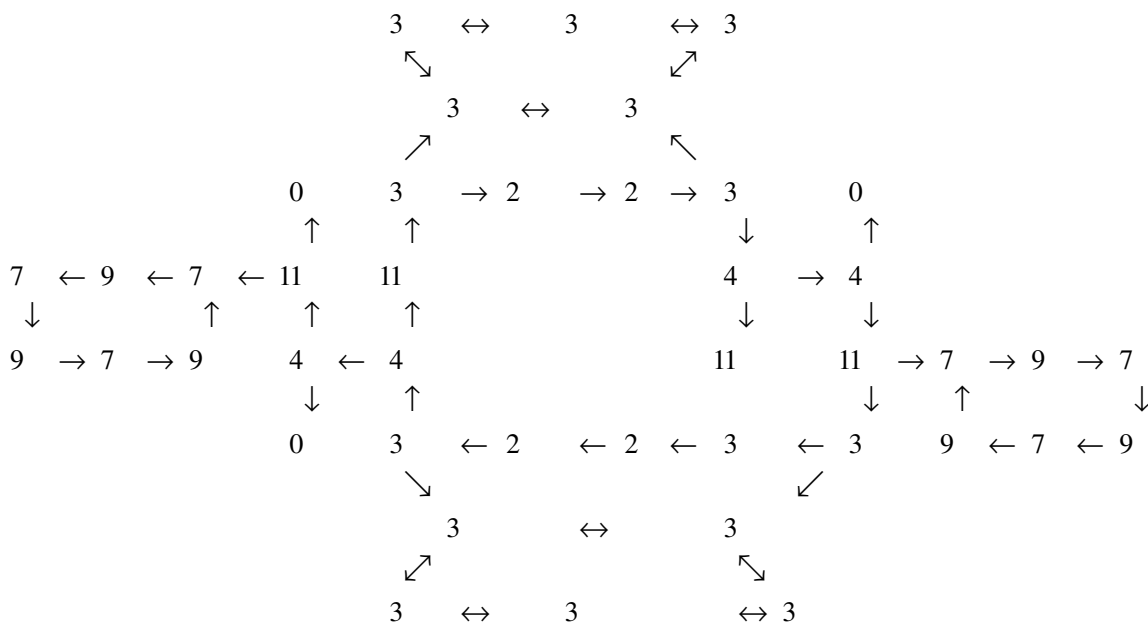 3 ↔ 3 ↔ 3
⤡ ⤢
3 ↔ 3
↗ ↖
0 3 → 2 → 2 → 3 0
↑ ↑ ↓ ↑
7 ← 9 ← 7 ← 11 11 4 → 4
↓ ↑ ↑ ↑ ↓ ↓
9 → 7 → 9 4 ← 4 11 11 → 7 → 9 → 7
↓ ↑ ↓ ↑ ↓
0 3 ← 2 ← 2 ← 3 ← 3 9 ← 7 ← 9
↘ ↙
3 ↔ 3
⤢ ⤡
3 ↔ 3 ↔ 3